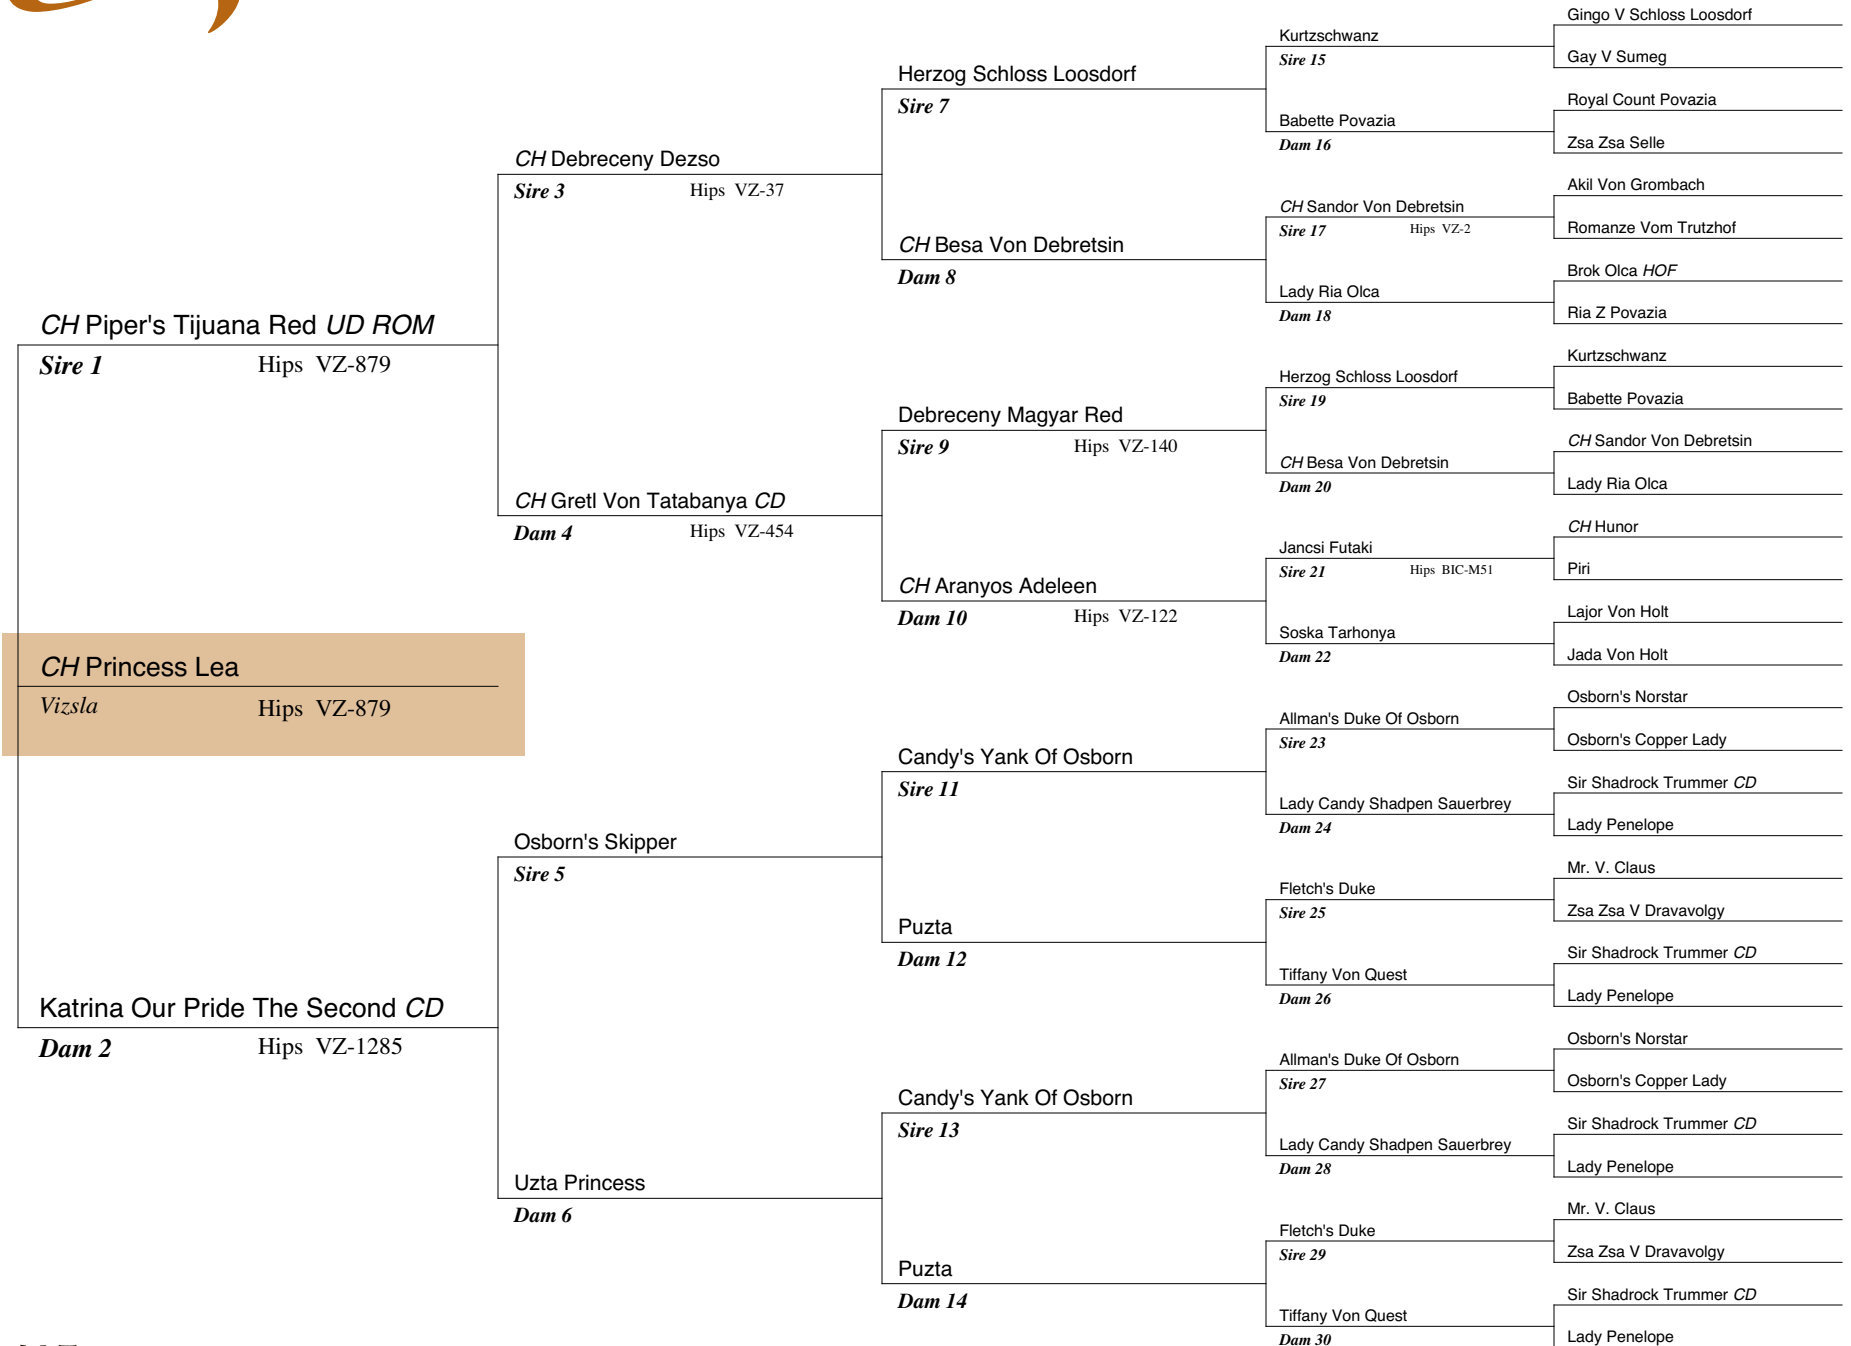 Gingo V Schloss Loosdorf
Kurtzschwanz
Sire 15
Gay V Sumeg
Herzog Schloss Loosdorf
Sire 7
Royal Count Povazia
Babette Povazia
Dam 16
Zsa Zsa Selle
CH Debreceny Dezso
Sire 3 Hips VZ-37
Akil Von Grombach
CH Sandor Von Debretsin
Sire 17 Hips VZ-2
Romanze Vom Trutzhof
CH Besa Von Debretsin
Dam 8
Brok Olca HOF
Lady Ria Olca
Dam 18
Ria Z Povazia
CH Piper's Tijuana Red UD ROM
Sire 1 Hips VZ-879
Kurtzschwanz
Herzog Schloss Loosdorf
Sire 19
Babette Povazia
Debreceny Magyar Red
Sire 9 Hips VZ-140
CH Sandor Von Debretsin
CH Besa Von Debretsin
Dam 20
Lady Ria Olca
CH Gretl Von Tatabanya CD
Dam 4 Hips VZ-454
CH Hunor
Jancsi Futaki
Sire 21 Hips BIC-M51
Piri
CH Aranyos Adeleen
Dam 10 Hips VZ-122
Lajor Von Holt
Soska Tarhonya
Dam 22
Jada Von Holt
CH Princess Lea
Vizsla Hips VZ-879
Osborn's Norstar
Allman's Duke Of Osborn
Sire 23
Osborn's Copper Lady
Candy's Yank Of Osborn
Sire 11
Sir Shadrock Trummer CD
Lady Candy Shadpen Sauerbrey
Dam 24
Lady Penelope
Osborn's Skipper
Sire 5
Mr. V. Claus
Fletch's Duke
Sire 25
Zsa Zsa V Dravavolgy
Puzta
Dam 12
Sir Shadrock Trummer CD
Tiffany Von Quest
Dam 26
Lady Penelope
Katrina Our Pride The Second CD
Dam 2 Hips VZ-1285
Osborn's Norstar
Allman's Duke Of Osborn
Sire 27
Osborn's Copper Lady
Candy's Yank Of Osborn
Sire 13
Sir Shadrock Trummer CD
Lady Candy Shadpen Sauerbrey
Dam 28
Lady Penelope
Uzta Princess
Dam 6
Mr. V. Claus
Fletch's Duke
Sire 29
Zsa Zsa V Dravavolgy
Puzta
Dam 14
Sir Shadrock Trummer CD
Tiffany Von Quest
Dam 30
Lady Penelope